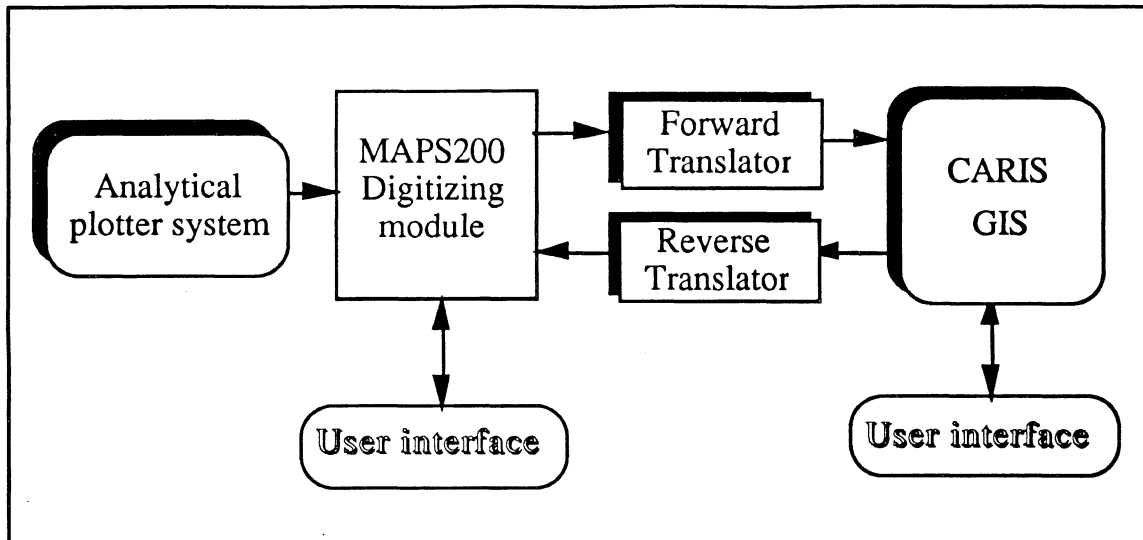 Analytical
plotter system
MAPS200
Digitizing
module
Forward
Translator
Reverse
Translator
CARIS
GIS
User interface
User interface